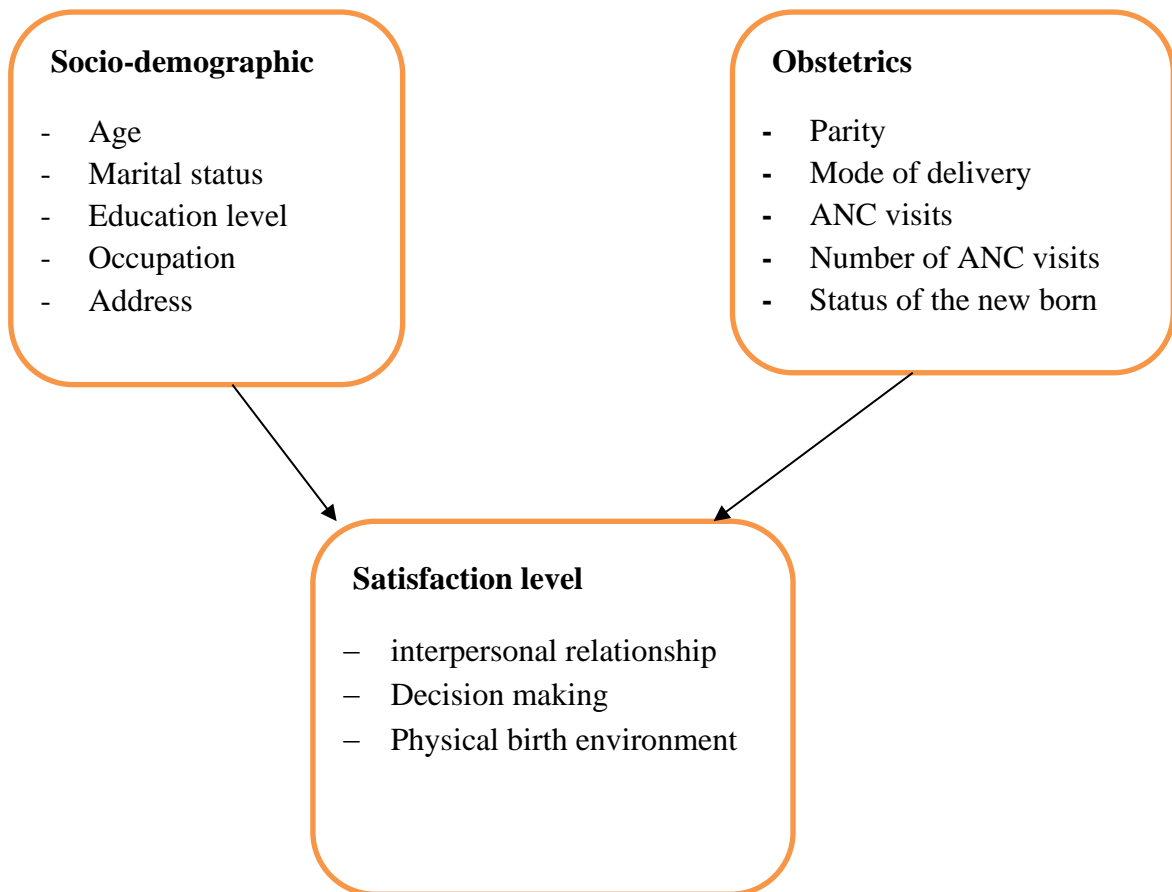 Socio-demographic
- Age
- Marital status
- Education level
- Occupation
- Address
Obstetrics
- Parity
- Mode of delivery
- ANC visits
- Number of ANC visits
- Status of the new born
Satisfaction level
– interpersonal relationship
– Decision making
– Physical birth environment